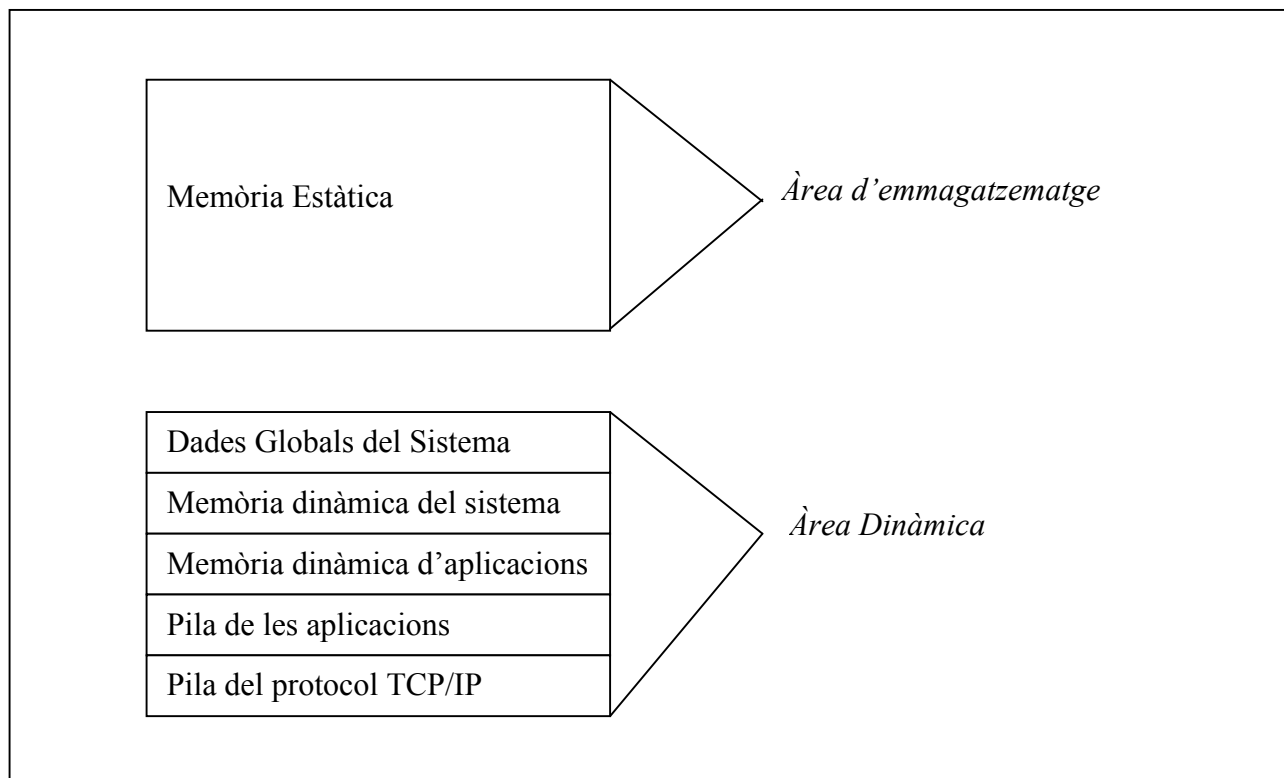 Memòria Estàtica
Àrea d’emmagatzematge
Dades Globals del Sistema
Memòria dinàmica del sistema
Memòria dinàmica d’aplicacions
Pila de les aplicacions
Pila del protocol TCP/IP
Àrea Dinàmica